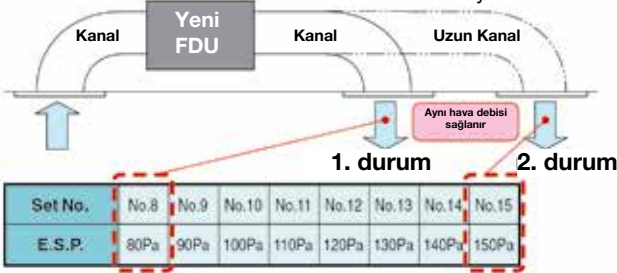 Yeni
FDU
Kanal
Kanal
Uzun Kanal
Aynı hava debisi
sağlanır
1. durum
2. durum
Set No. No.8 No.9 No.10 No.11 No.12 No.13 No.14 No.15
E.S.P. 80Pa 90Pa 100Pa 110Pa 120Pa 130Pa 140Pa 150Pa